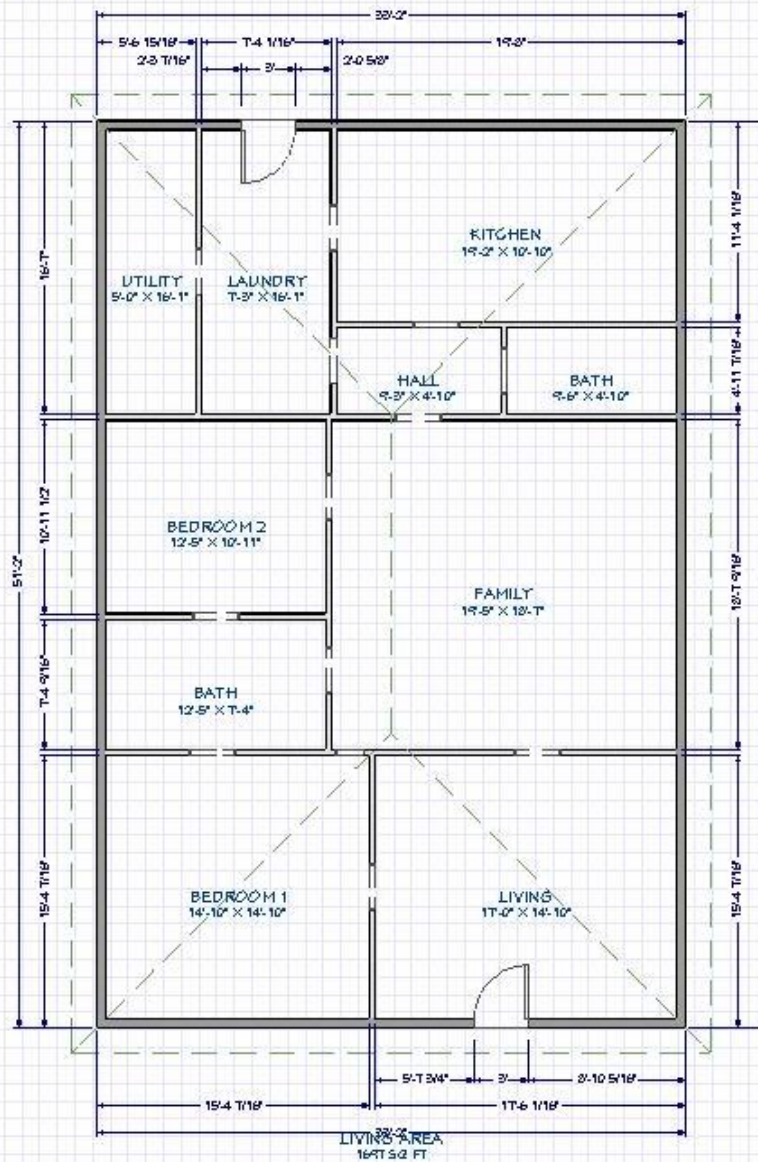 33'-2"
5'-6 15/16"
7'-4 1/16"
19'-8"
2'-3 7/16"
3'
2'-0 5/8"
16'-7"
11'-4 1/16"
KITCHEN
19'-2" X 10'-10"
UTILITY
5'-0" X 16'-1"
LAUNDRY
7'-3" X 16'-1"
HALL
9'-3" X 4'-10"
BATH
9'-6" X 4'-10"
4'-11 7/16"
51'-2"
10'-11 1/2"
BEDROOM 2
12'-5" X 10'-11"
FAMILY
19'-5" X 18'-7"
18'-7 9/16"
7'-4 9/16"
BATH
12'-5" X 7'-4"
15'-4 7/16"
BEDROOM 1
14'-10" X 14'-10"
LIVING
17'-0" X 14'-10"
15'-4 7/16"
5'-7 3/4"
3'
8'-10 5/16"
15'-4 7/16"
17'-6 1/16"
LIVING AREA
1697 SQ FT